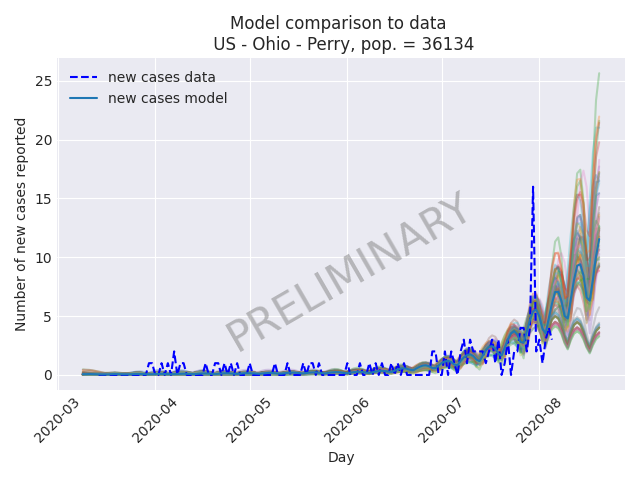 Model comparison to data
US - Ohio - Perry, pop. = 36134
new cases data
new cases model
Number of new cases reported
25
20
15
10
5
0
PRELIMINARY
2020-03
2020-04
2020-05
2020-06
2020-07
2020-08
Day